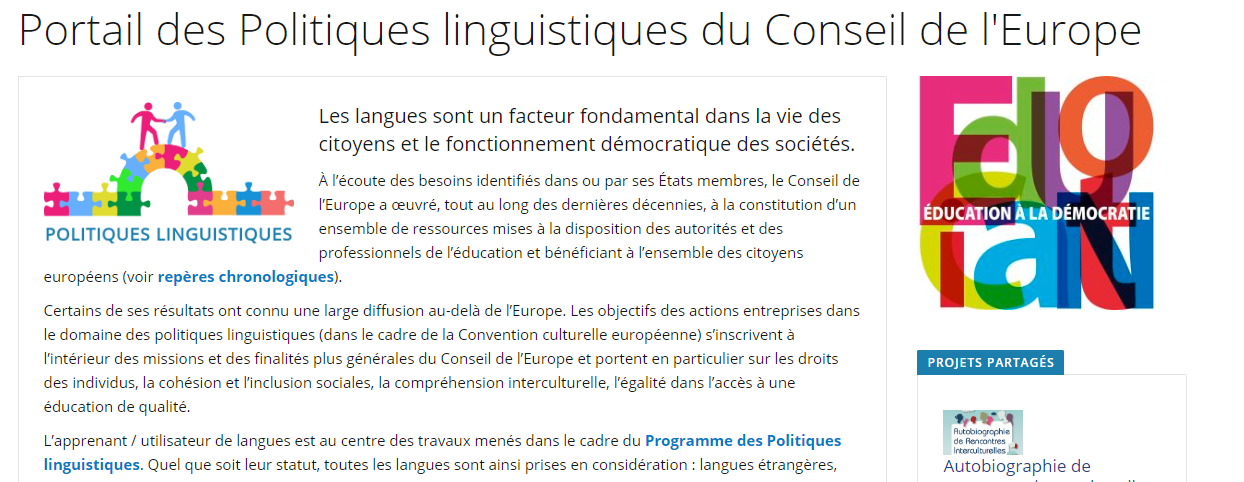 Portail des Politiques linguistiques du Conseil de l'Europe
POLITIQUES LINGUISTIQUES
Les langues sont un facteur fondamental dans la vie des
citoyens et le fonctionnement démocratique des sociétés.
À l’écoute des besoins identifiés dans ou par ses États membres, le Conseil de
l’Europe a œuvré, tout au long des dernières décennies, à la constitution d’un
ensemble de ressources mises à la disposition des autorités et des
professionnels de l’éducation et bénéficiant à l’ensemble des citoyens
européens (voir repères chronologiques).
Certains de ses résultats ont connu une large diffusion au-delà de l’Europe. Les objectifs des actions entreprises dans
le domaine des politiques linguistiques (dans le cadre de la Convention culturelle européenne) s’inscrivent à
l’intérieur des missions et des finalités plus générales du Conseil de l’Europe et portent en particulier sur les droits
des individus, la cohésion et l’inclusion sociales, la compréhension interculturelle, l’égalité dans l’accès à une
éducation de qualité.
L’apprenant / utilisateur de langues est au centre des travaux menés dans le cadre du Programme des Politiques
linguistiques. Quel que soit leur statut, toutes les langues sont ainsi prises en considération : langues étrangères,
ÉDUCATION À LA DÉMOCRATIE
PROJETS PARTAGÉS
Autobiographie
de Rencontres
Interculturelles
Autobiographie de